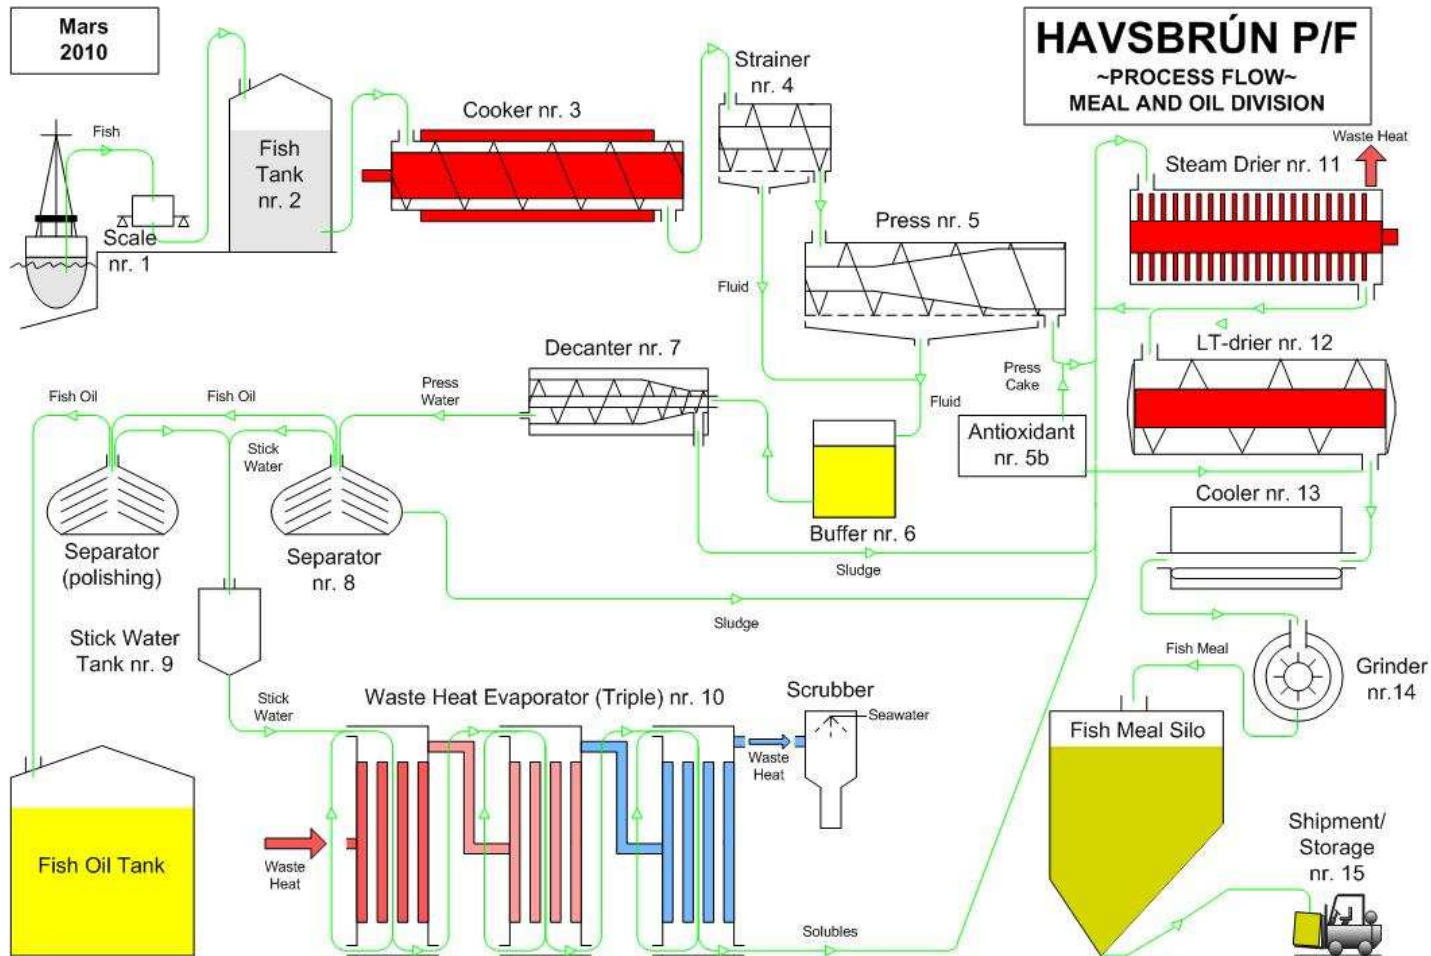 Mars
2010
HAVSBRÚN P/F
~PROCESS FLOW~
MEAL AND OIL DIVISION
Fish
Scale
nr. 1
Fish
Tank
nr. 2
Cooker nr. 3
Strainer
nr. 4
Press nr. 5
Fluid
Waste Heat
Steam Drier nr. 11
LT-drier nr. 12
Press
Cake
Fluid
Antioxidant
nr. 5b
Decanter nr. 7
Press
Water
Fish Oil
Fish Oil
Stick
Water
Separator
(polishing)
Separator
nr. 8
Buffer nr. 6
Sludge
Sludge
Cooler nr. 13
Fish Meal
Grinder
nr.14
Stick Water
Tank nr. 9
Stick
Water
Waste Heat Evaporator (Triple) nr. 10
Scrubber
Seawater
Waste
Heat
Waste
Heat
Solubles
Fish Oil Tank
Fish Meal Silo
Shipment/
Storage
nr. 15